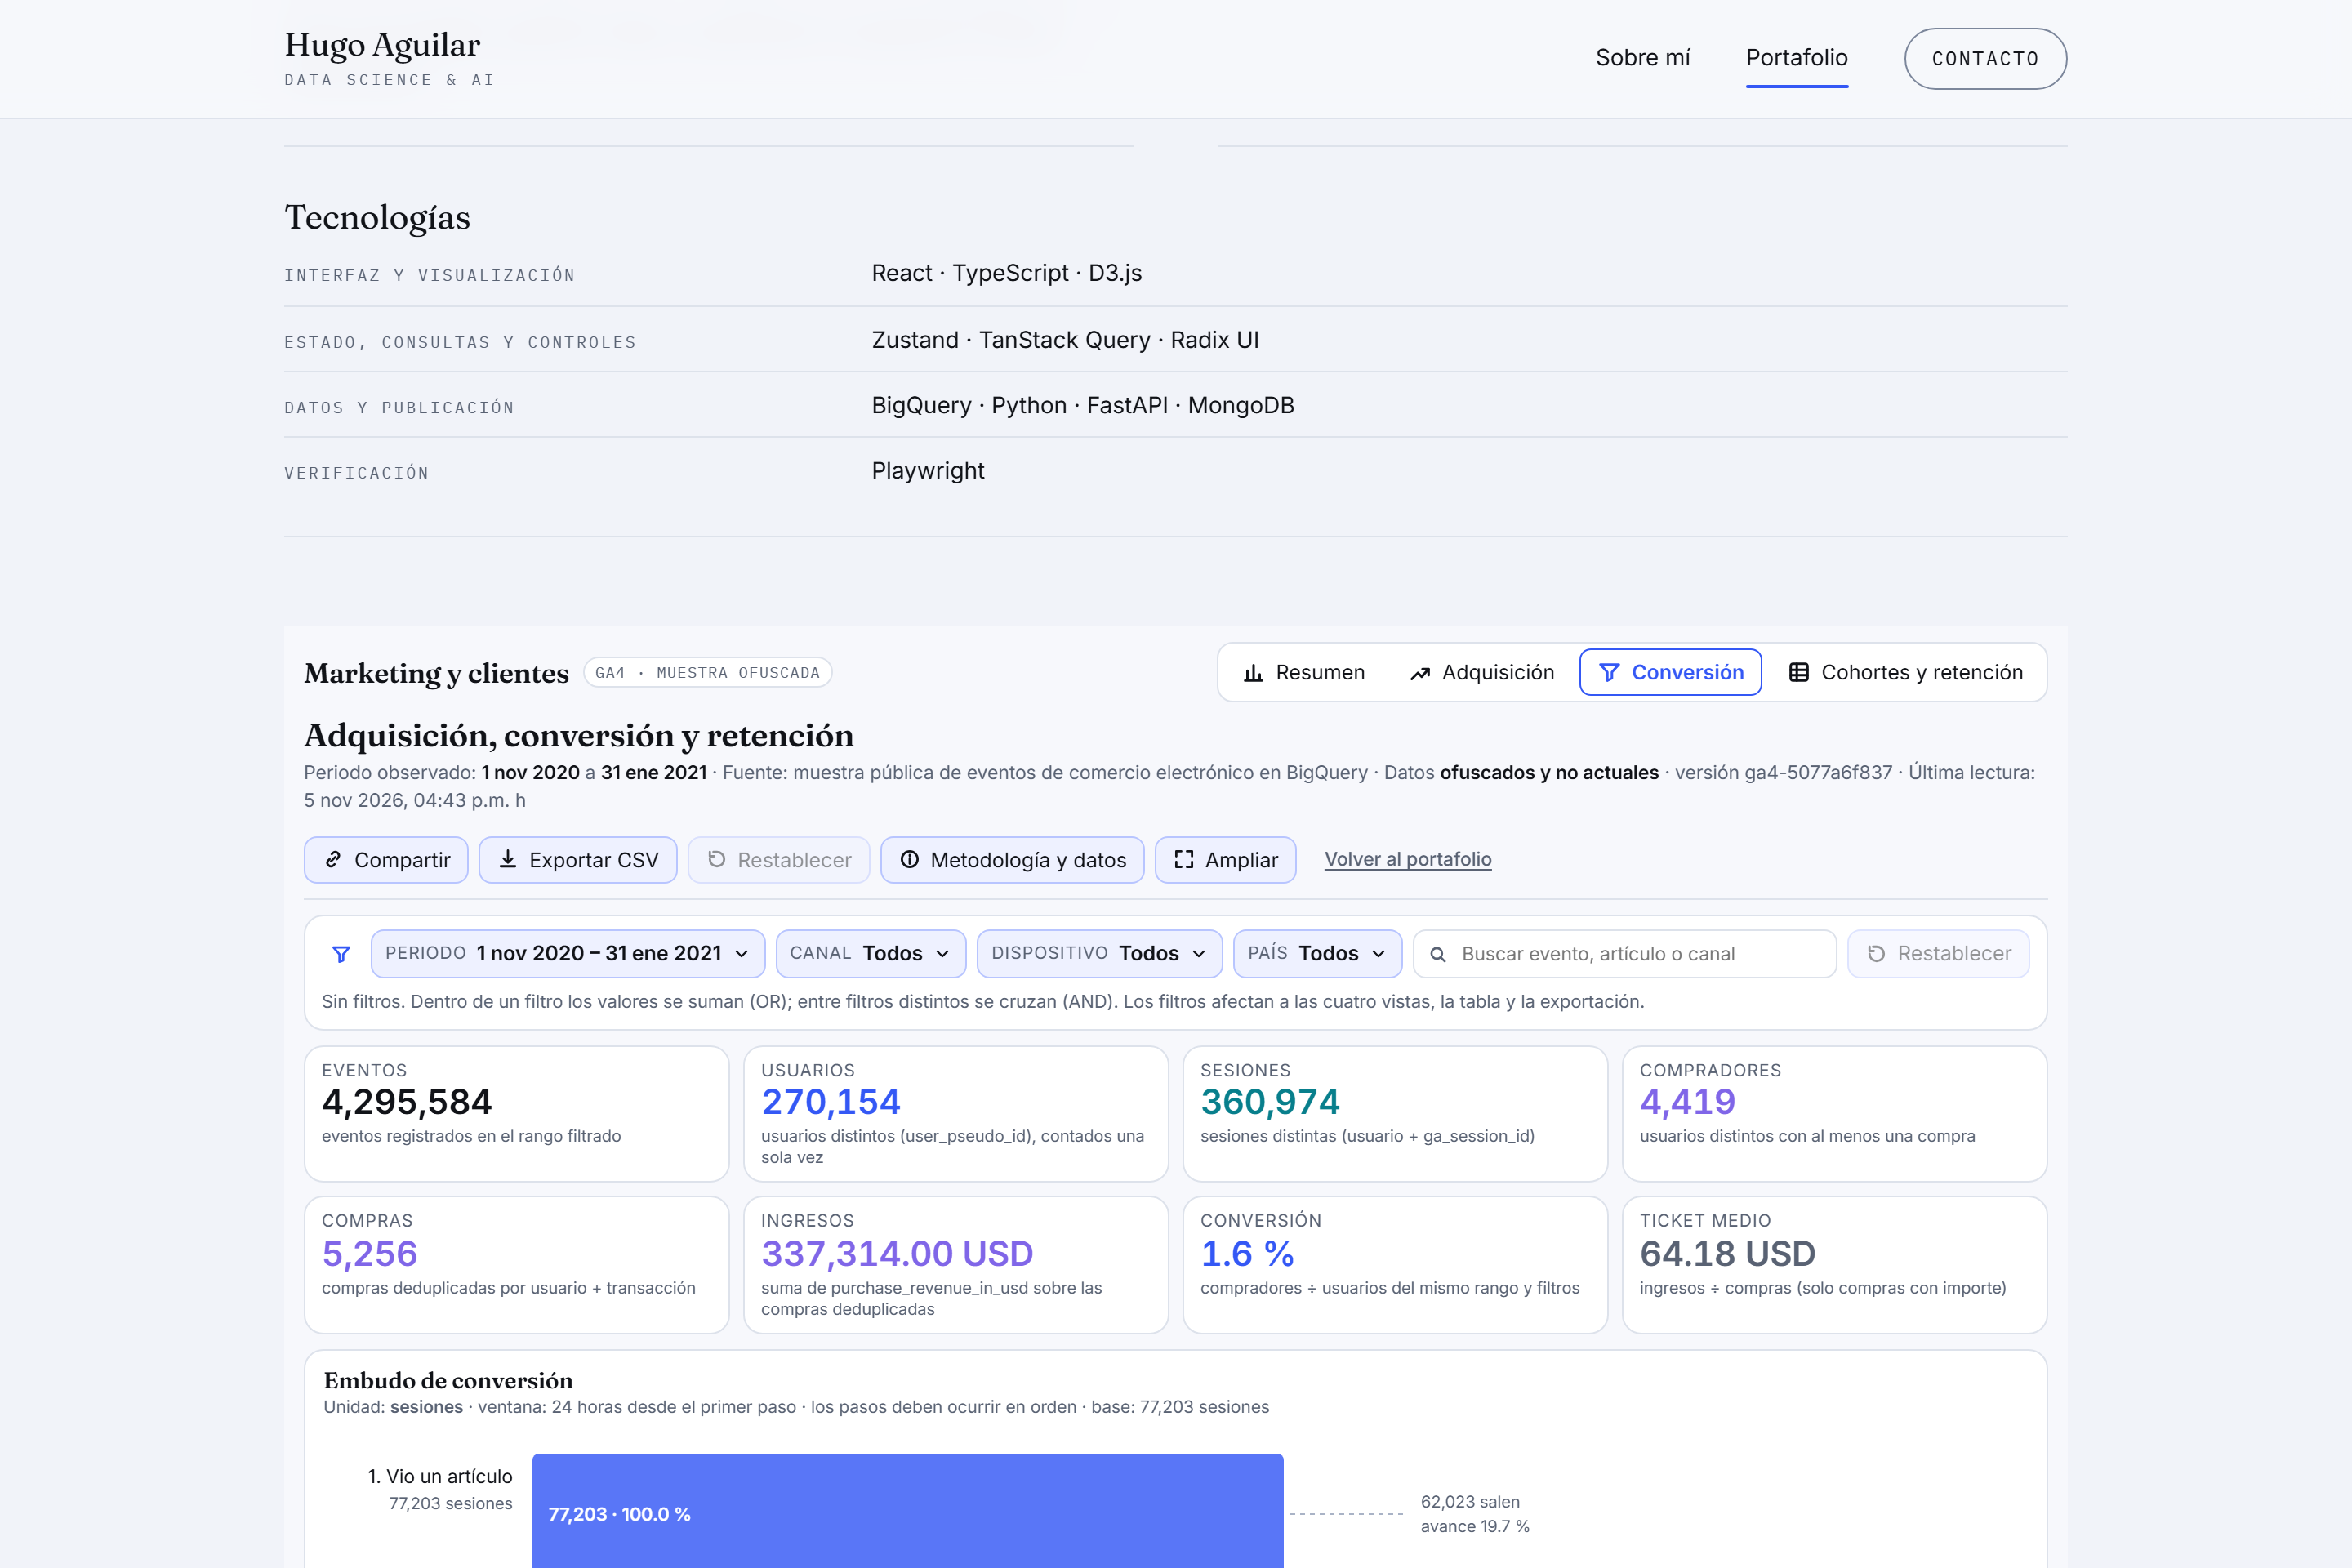 Hugo Aguilar
DATA SCIENCE & AI
Sobre mí
Portafolio
CONTACTO
Tecnologías
INTERFAZ Y VISUALIZACIÓN
React · TypeScript · D3.js
ESTADO, CONSULTAS Y CONTROLES
Zustand · TanStack Query · Radix UI
DATOS Y PUBLICACIÓN
BigQuery · Python · FastAPI · MongoDB
VERIFICACIÓN
Playwright
Marketing y clientes
GA4 · MUESTRA OFUSCADA
Resumen
Adquisición
Conversión
Cohortes y retención
Adquisición, conversión y retención
Periodo observado: 1 nov 2020 a 31 ene 2021 · Fuente: muestra pública de eventos de comercio electrónico en BigQuery · Datos ofuscados y no actuales · versión ga4-5077a6f837 · Última lectura:
5 nov 2026, 04:43 p.m. h
Compartir
Exportar CSV
Restablecer
Metodología y datos
Ampliar
Volver al portafolio
PERIODO 1 nov 2020 – 31 ene 2021
CANAL Todos
DISPOSITIVO Todos
PAÍS Todos
Buscar evento, artículo o canal
Restablecer
Sin filtros. Dentro de un filtro los valores se suman (OR); entre filtros distintos se cruzan (AND). Los filtros afectan a las cuatro vistas, la tabla y la exportación.
EVENTOS
4,295,584
eventos registrados en el rango filtrado
USUARIOS
270,154
usuarios distintos (user_pseudo_id), contados una
sola vez
SESIONES
360,974
sesiones distintas (usuario + ga_session_id)
COMPRADORES
4,419
usuarios distintos con al menos una compra
COMPRAS
5,256
compras deduplicadas por usuario + transacción
INGRESOS
337,314.00 USD
suma de purchase_revenue_in_usd sobre las
compras deduplicadas
CONVERSIÓN
1.6 %
compradores ÷ usuarios del mismo rango y filtros
TICKET MEDIO
64.18 USD
ingresos ÷ compras (solo compras con importe)
Embudo de conversión
Unidad: sesiones · ventana: 24 horas desde el primer paso · los pasos deben ocurrir en orden · base: 77,203 sesiones
1. Vio un artículo
77,203 sesiones
77,203 · 100.0 %
62,023 salen
avance 19.7 %